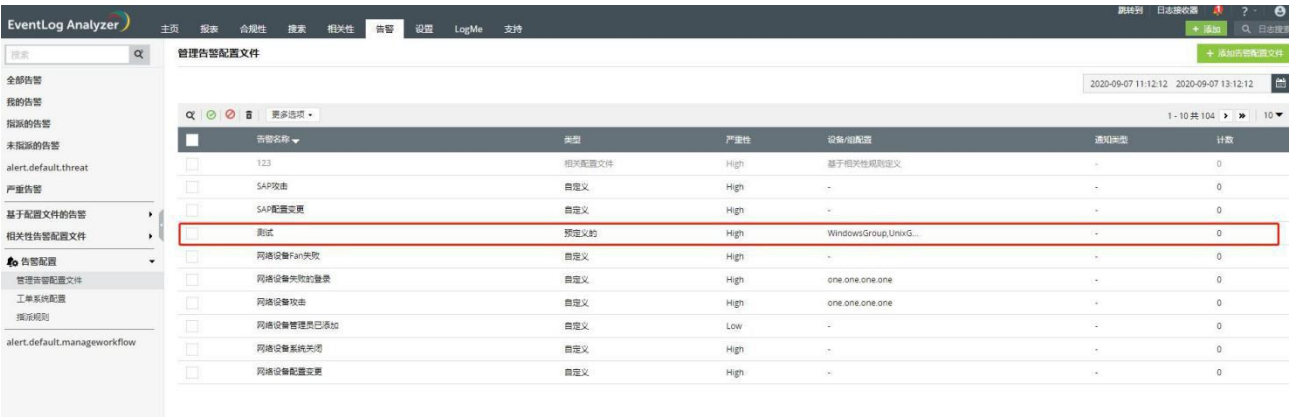 跳转到 日志接收器 ?
EventLog Analyzer
主页 报表 合规性 搜索 相关性 告警 设置 LogMe 支持
+ 添加 日志搜索
搜索
管理告警配置文件
+ 添加告警配置文件
全部告警
我的告警
指派的告警
未指派的告警
alert.default.threat
严重告警
基于配置文件的告警
相关性告警配置文件
告警配置
管理告警配置文件
工单系统配置
指派规则
alert.default.manageworkflow
2020-09-07 11:12:12 2020-09-07 13:12:12
更多选项
1 - 10 共 104 10
告警名称 类型 严重性 设备/组配置 通知类型 计数
123 相关配置文件 High 基于相关性规则定义 - 0
SAP攻击 自定义 High - - 0
SAP配置变更 自定义 High - - 0
测试 预定义的 High WindowsGroup,UnixG... - 0
网络设备Fan失败 自定义 High - - 0
网络设备失败的登录 自定义 High one.one.one.one - 0
网络设备攻击 自定义 High one.one.one.one - 0
网络设备管理员已添加 自定义 Low - - 0
网络设备系统关闭 自定义 High - - 0
网络设备配置变更 自定义 High - - 0